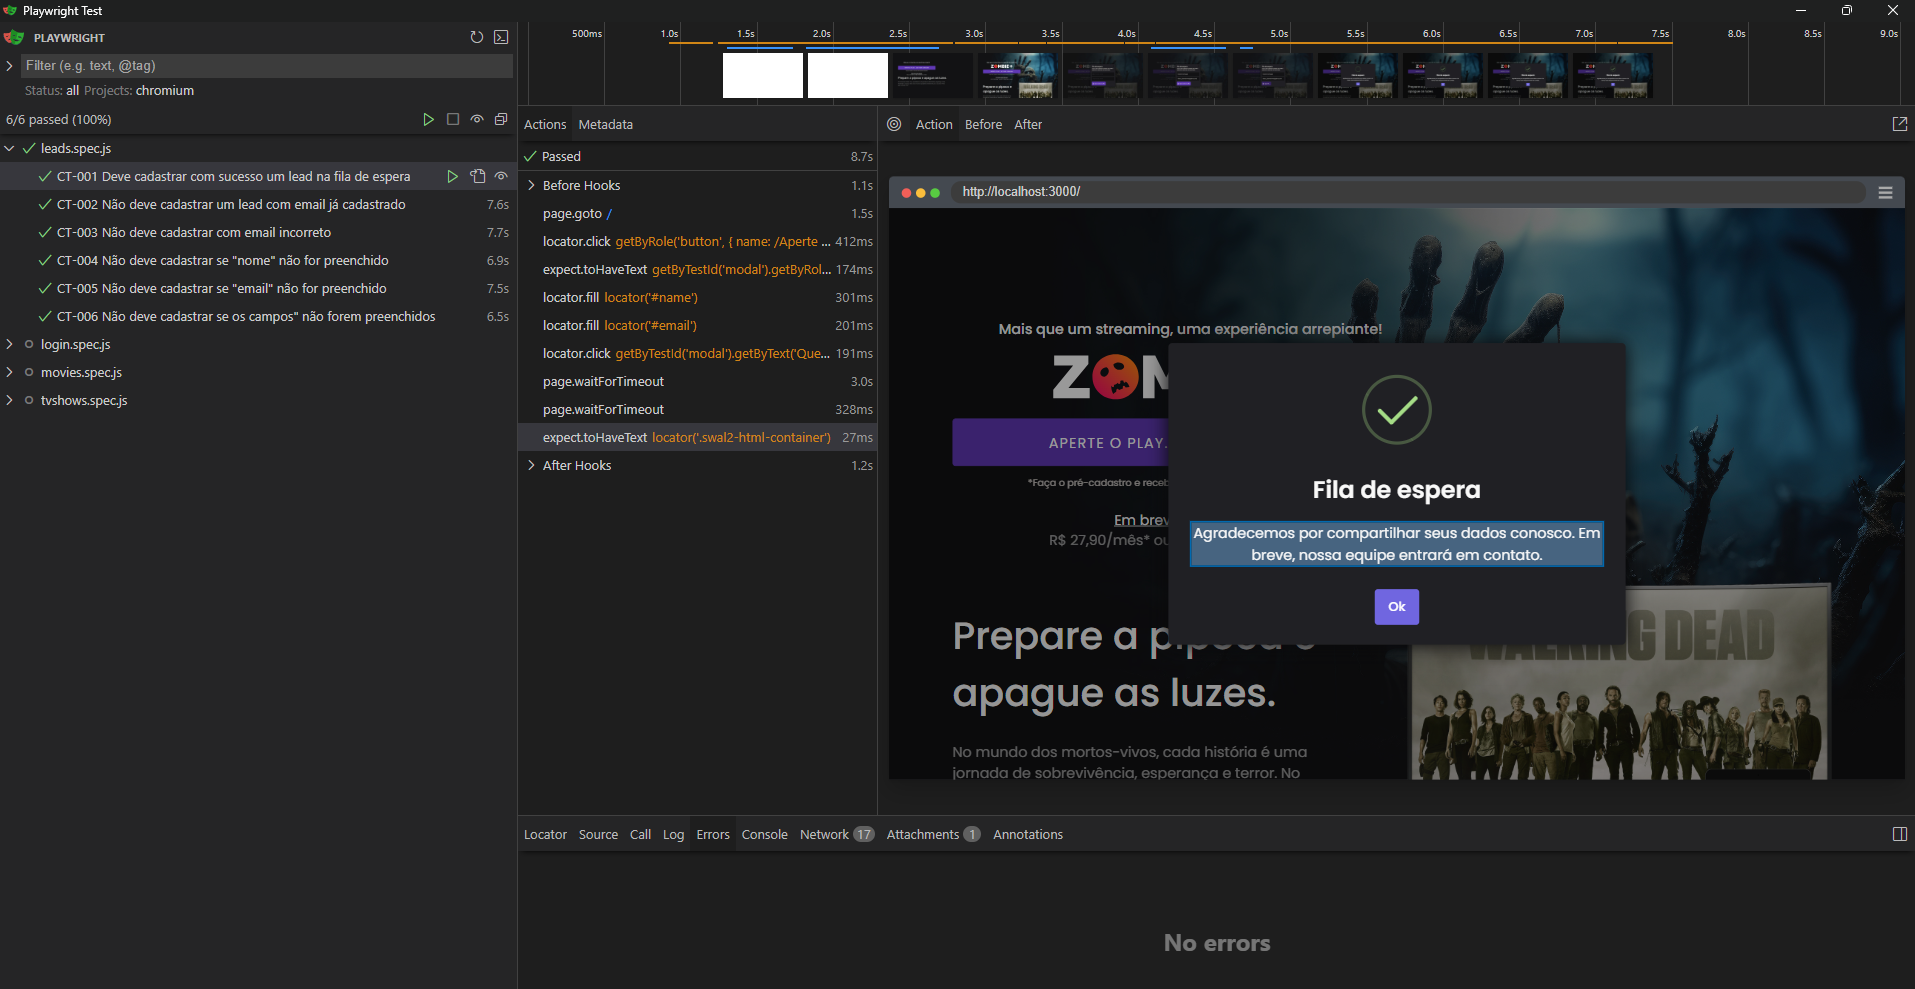 Playwright Test
PLAYWRIGHT
Filter (e.g. text, @tag)
Status: all Projects: chromium
6/6 passed (100%)
leads.spec.js
CT-001 Deve cadastrar com sucesso um lead na fila de espera
CT-002 Não deve cadastrar um lead com email já cadastrado 7.6s
CT-003 Não deve cadastrar com email incorreto 7.7s
CT-004 Não deve cadastrar se "nome" não for preenchido 6.9s
CT-005 Não deve cadastrar se "email" não for preenchido 7.5s
CT-006 Não deve cadastrar se os campos" não forem preenchidos 6.5s
login.spec.js
movies.spec.js
tvshows.spec.js
500ms 1.0s 1.5s 2.0s 2.5s 3.0s 3.5s 4.0s 4.5s 5.0s 5.5s 6.0s 6.5s 7.0s 7.5s 8.0s 8.5s 9.0s
Actions Metadata
Passed 8.7s
Before Hooks 1.1s
page.goto / 1.5s
locator.click getByRole('button', { name: /Aperte ... 412ms
expect.toHaveText getByTestId('modal').getByRol... 174ms
locator.fill locator('#name') 301ms
locator.fill locator('#email') 201ms
locator.click getByTestId('modal').getByText('Que... 191ms
page.waitForTimeout 3.0s
page.waitForTimeout 328ms
expect.toHaveText locator('.swal2-html-container') 27ms
After Hooks 1.2s
Action Before After
http://localhost:3000/
Mais que um streaming, uma experiência arrepiante!
ZOM
APERTE O PLAY.
*Faça o pré-cadastro e receb
Em brev
R$ 27,90/mês* ou
Prepare a pipoca e
apague as luzes.
No mundo dos mortos-vivos, cada história é uma
jornada de sobrevivência, esperança e terror. No
Fila de espera
Agradecemos por compartilhar seus dados conosco. Em
breve, nossa equipe entrará em contato.
Ok
WALKING DEAD
Locator Source Call Log Errors Console Network 17 Attachments 1 Annotations
No errors